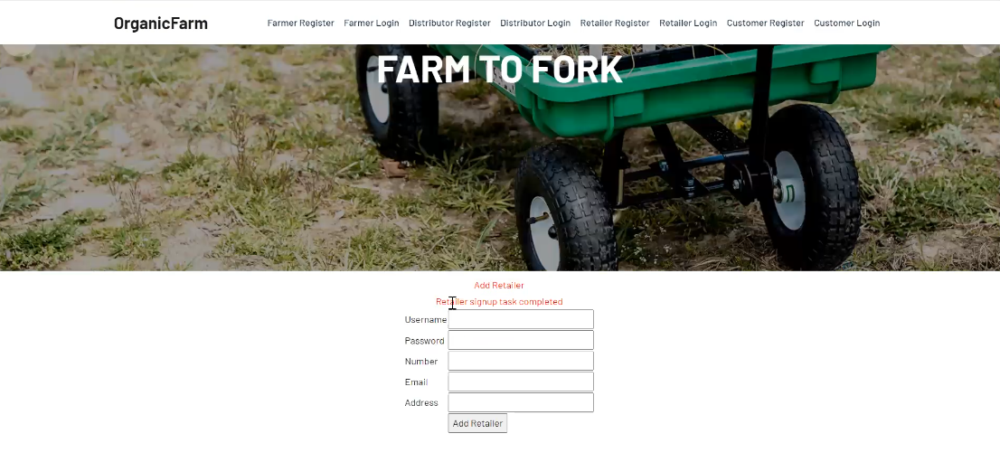 OrganicFarm
Farmer Register Farmer Login Distributor Register Distributor Login Retailer Register Retailer Login Customer Register Customer Login
FARM TO FORK
Add Retailer
Retailer signup task completed
Username
Password
Number
Email
Address
Add Retailer